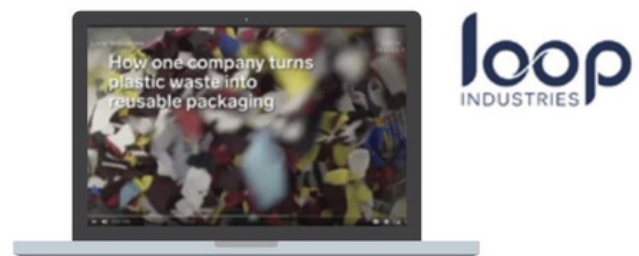 How one company turns
plastic waste into
reusable packaging
loop
INDUSTRIES